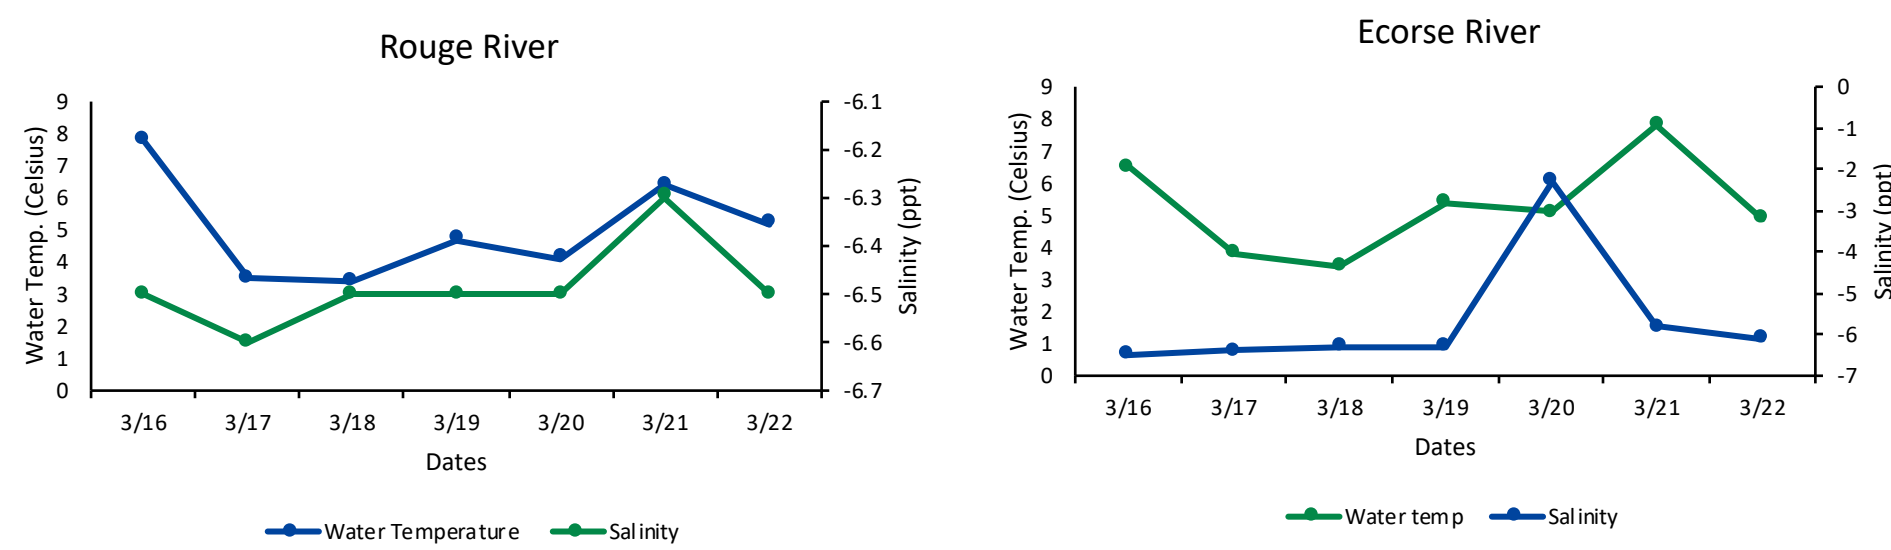 Rouge River
9
8
7
6
5
4
3
2
1
0
Water Temp. (Celsius)
-6.1
-6.2
-6.3
-6.4
-6.5
-6.6
-6.7
Salinity (ppt)
3/16 3/17 3/18 3/19 3/20 3/21 3/22
Dates
Water Temperature Salinity
Ecorse River
9
8
7
6
5
4
3
2
1
0
Water Temp. (Celsius)
0
-1
-2
-3
-4
-5
-6
-7
Salinity (ppt)
3/16 3/17 3/18 3/19 3/20 3/21 3/22
Dates
Water temp Salinity